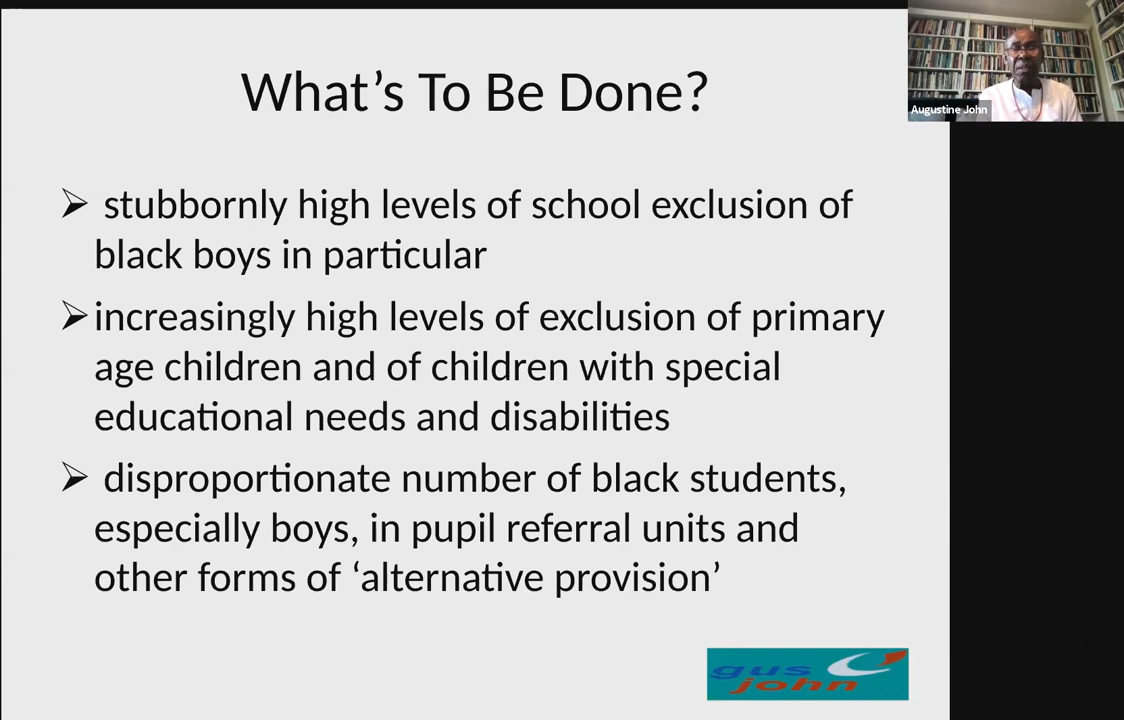 What’s To Be Done?
Augustine John
➢ stubbornly high levels of school exclusion of
black boys in particular
➢increasingly high levels of exclusion of primary
age children and of children with special
educational needs and disabilities
➢ disproportionate number of black students,
especially boys, in pupil referral units and
other forms of ‘alternative provision’
gus
john